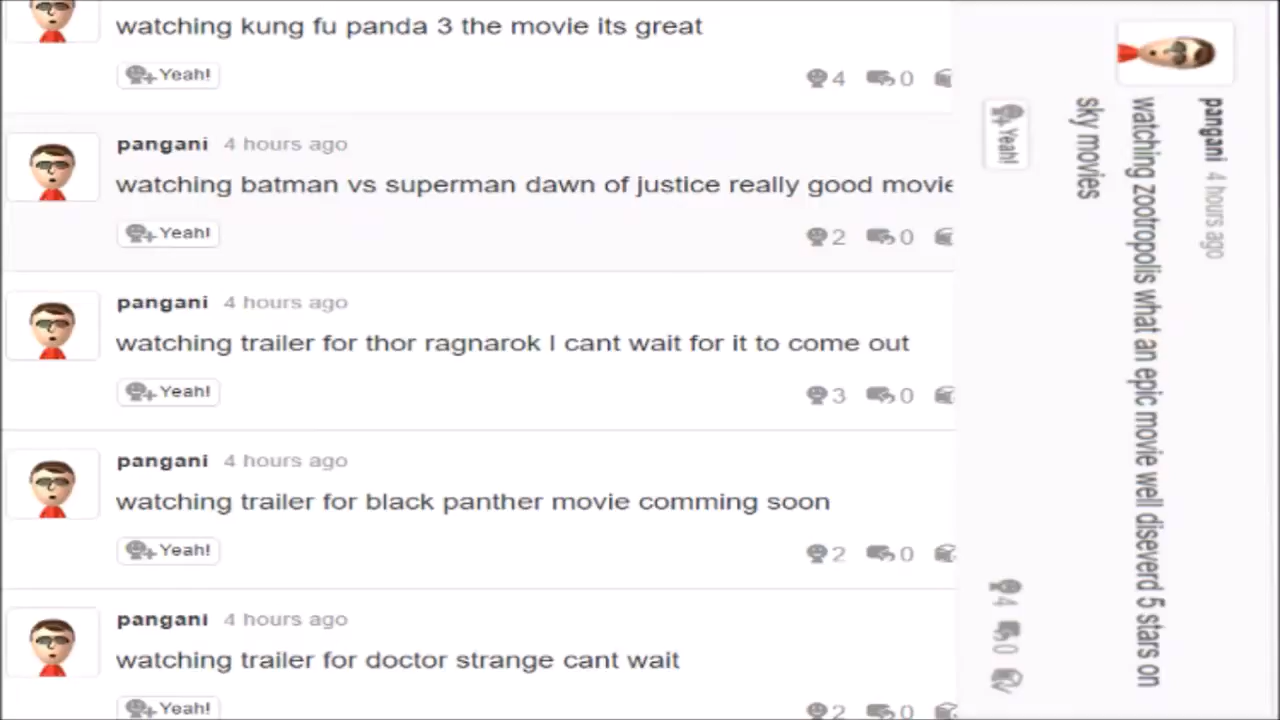 watching kung fu panda 3 the movie its great
Yeah!
4 0
pangani 4 hours ago
watching batman vs superman dawn of justice really good movie
Yeah!
2 0
pangani 4 hours ago
watching trailer for thor ragnarok I cant wait for it to come out
Yeah!
3 0
pangani 4 hours ago
watching trailer for black panther movie comming soon
Yeah!
2 0
pangani 4 hours ago
watching trailer for doctor strange cant wait
Yeah!
2 0
pangani 4 hours ago
watching zootropolis what an epic movie well diseverd 5 stars on
sky movies
Yeah!
4 0